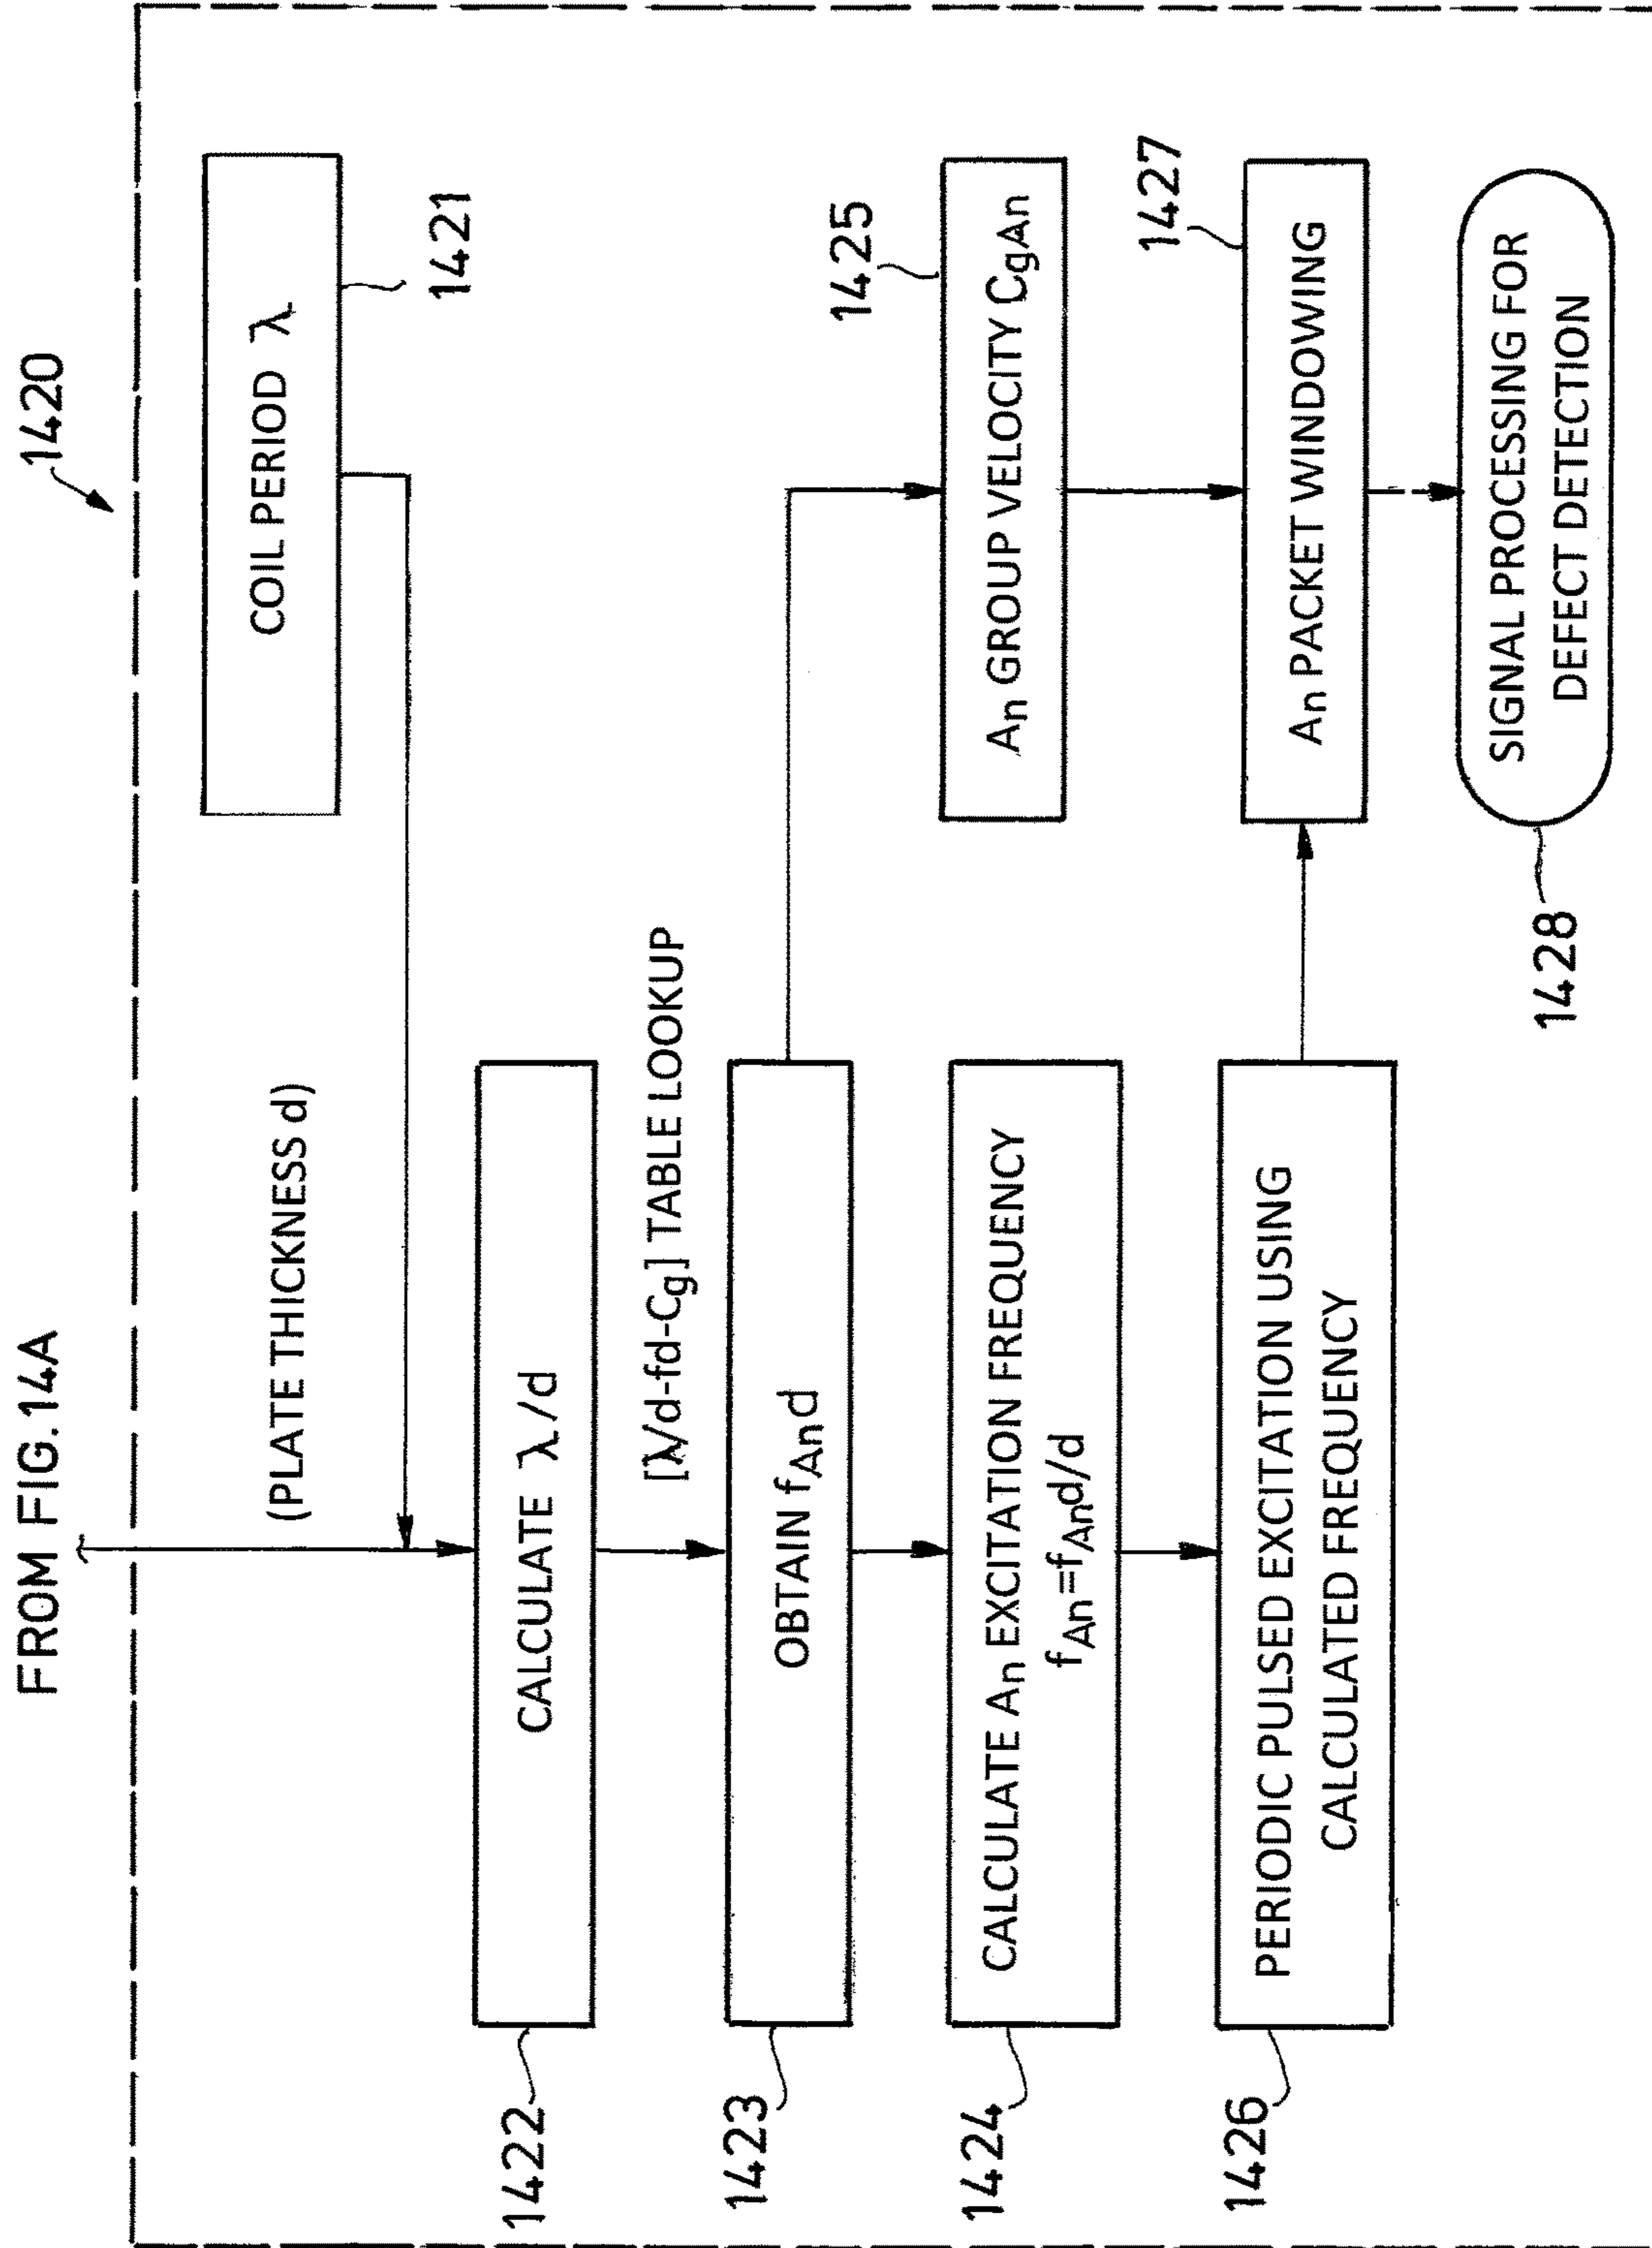 FROM FIG.14A
1420
(PLATE THICKNESS d)
COIL PERIOD λ
1421
CALCULATE λ/d
1422
[λ/d-fd-Cg] TABLE LOOKUP
OBTAIN fAnd
1423
CALCULATE An EXCITATION FREQUENCY
fAn=fAnd/d
1424
An GROUP VELOCITY CgAn
1425
PERIODIC PULSED EXCITATION USING
CALCULATED FREQUENCY
1426
An PACKET WINDOWING
1427
SIGNAL PROCESSING FOR
DEFECT DETECTION
1428